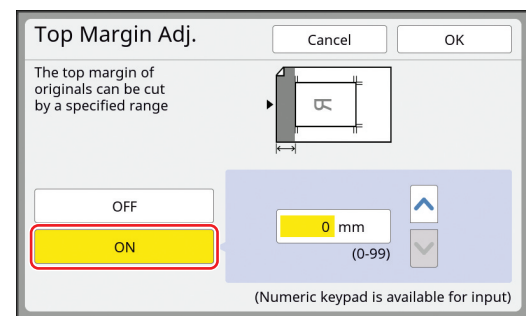 Top Margin Adj.
Cancel
OK
The top margin of
originals can be cut
by a specified range
R
OFF
ON
0 mm
(0-99)
(Numeric keypad is available for input)